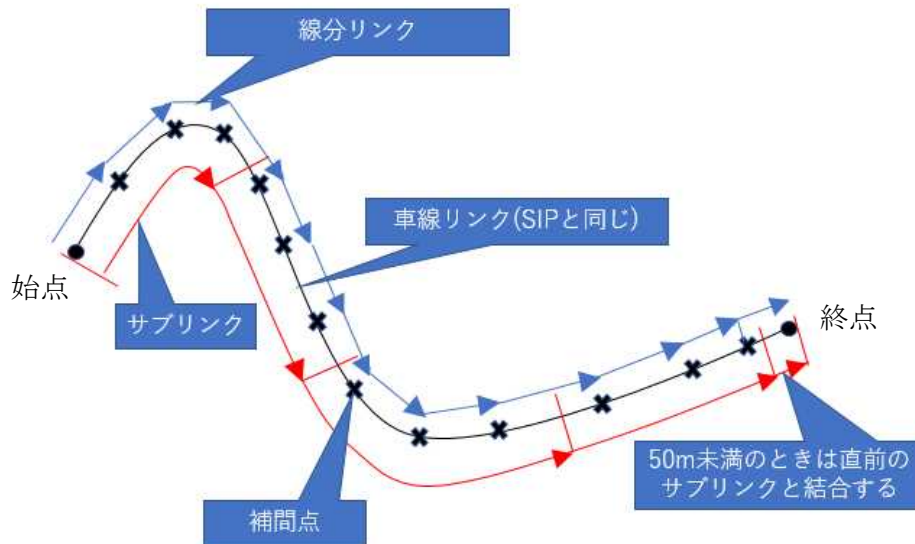 線分リンク
車線リンク(SIPと同じ)
始点
サブリンク
終点
50m未満のときは直前の
サブリンクと結合する
補間点